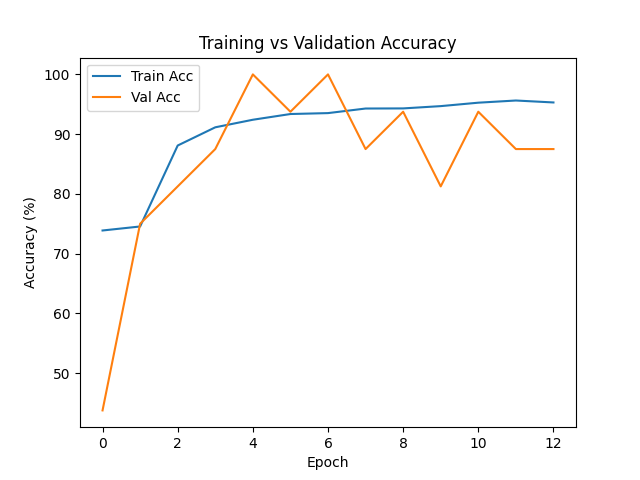 Training vs Validation Accuracy
Train Acc
Val Acc
100
90
80
70
60
50
Accuracy (%)
0 2 4 6 8 10 12
Epoch